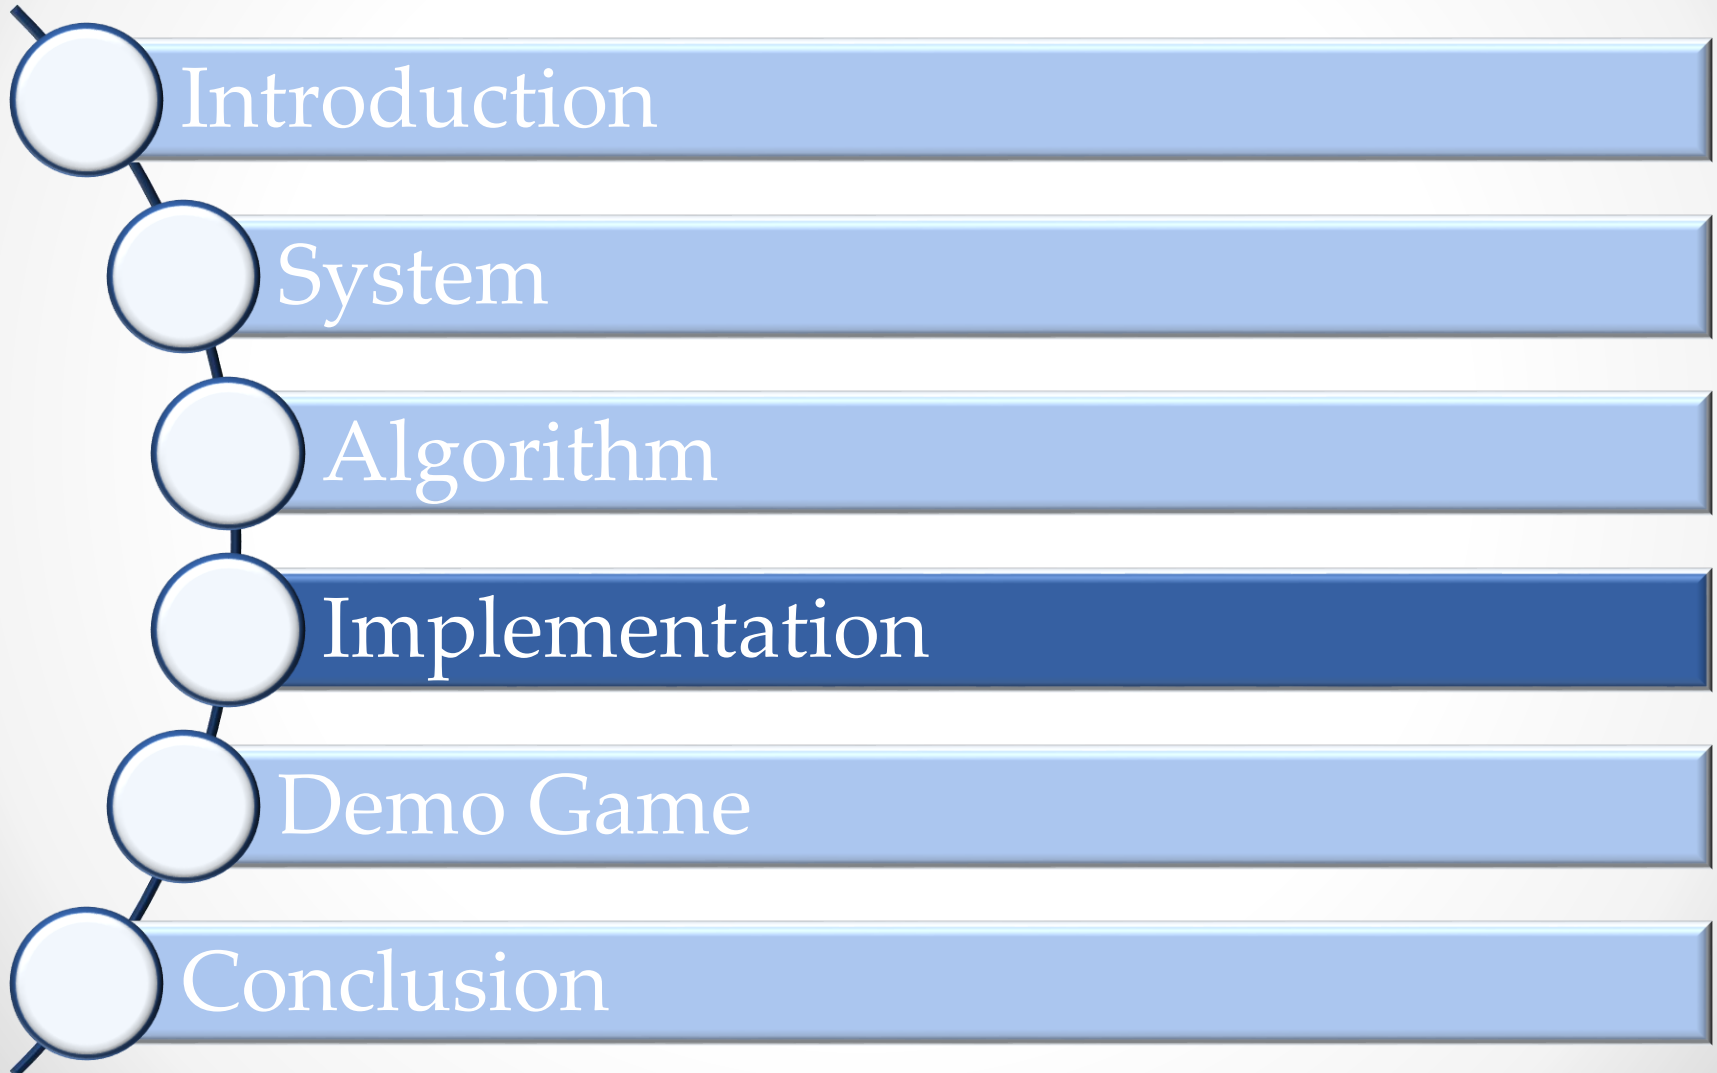 Introduction
System
Algorithm
Implementation
Demo Game
Conclusion